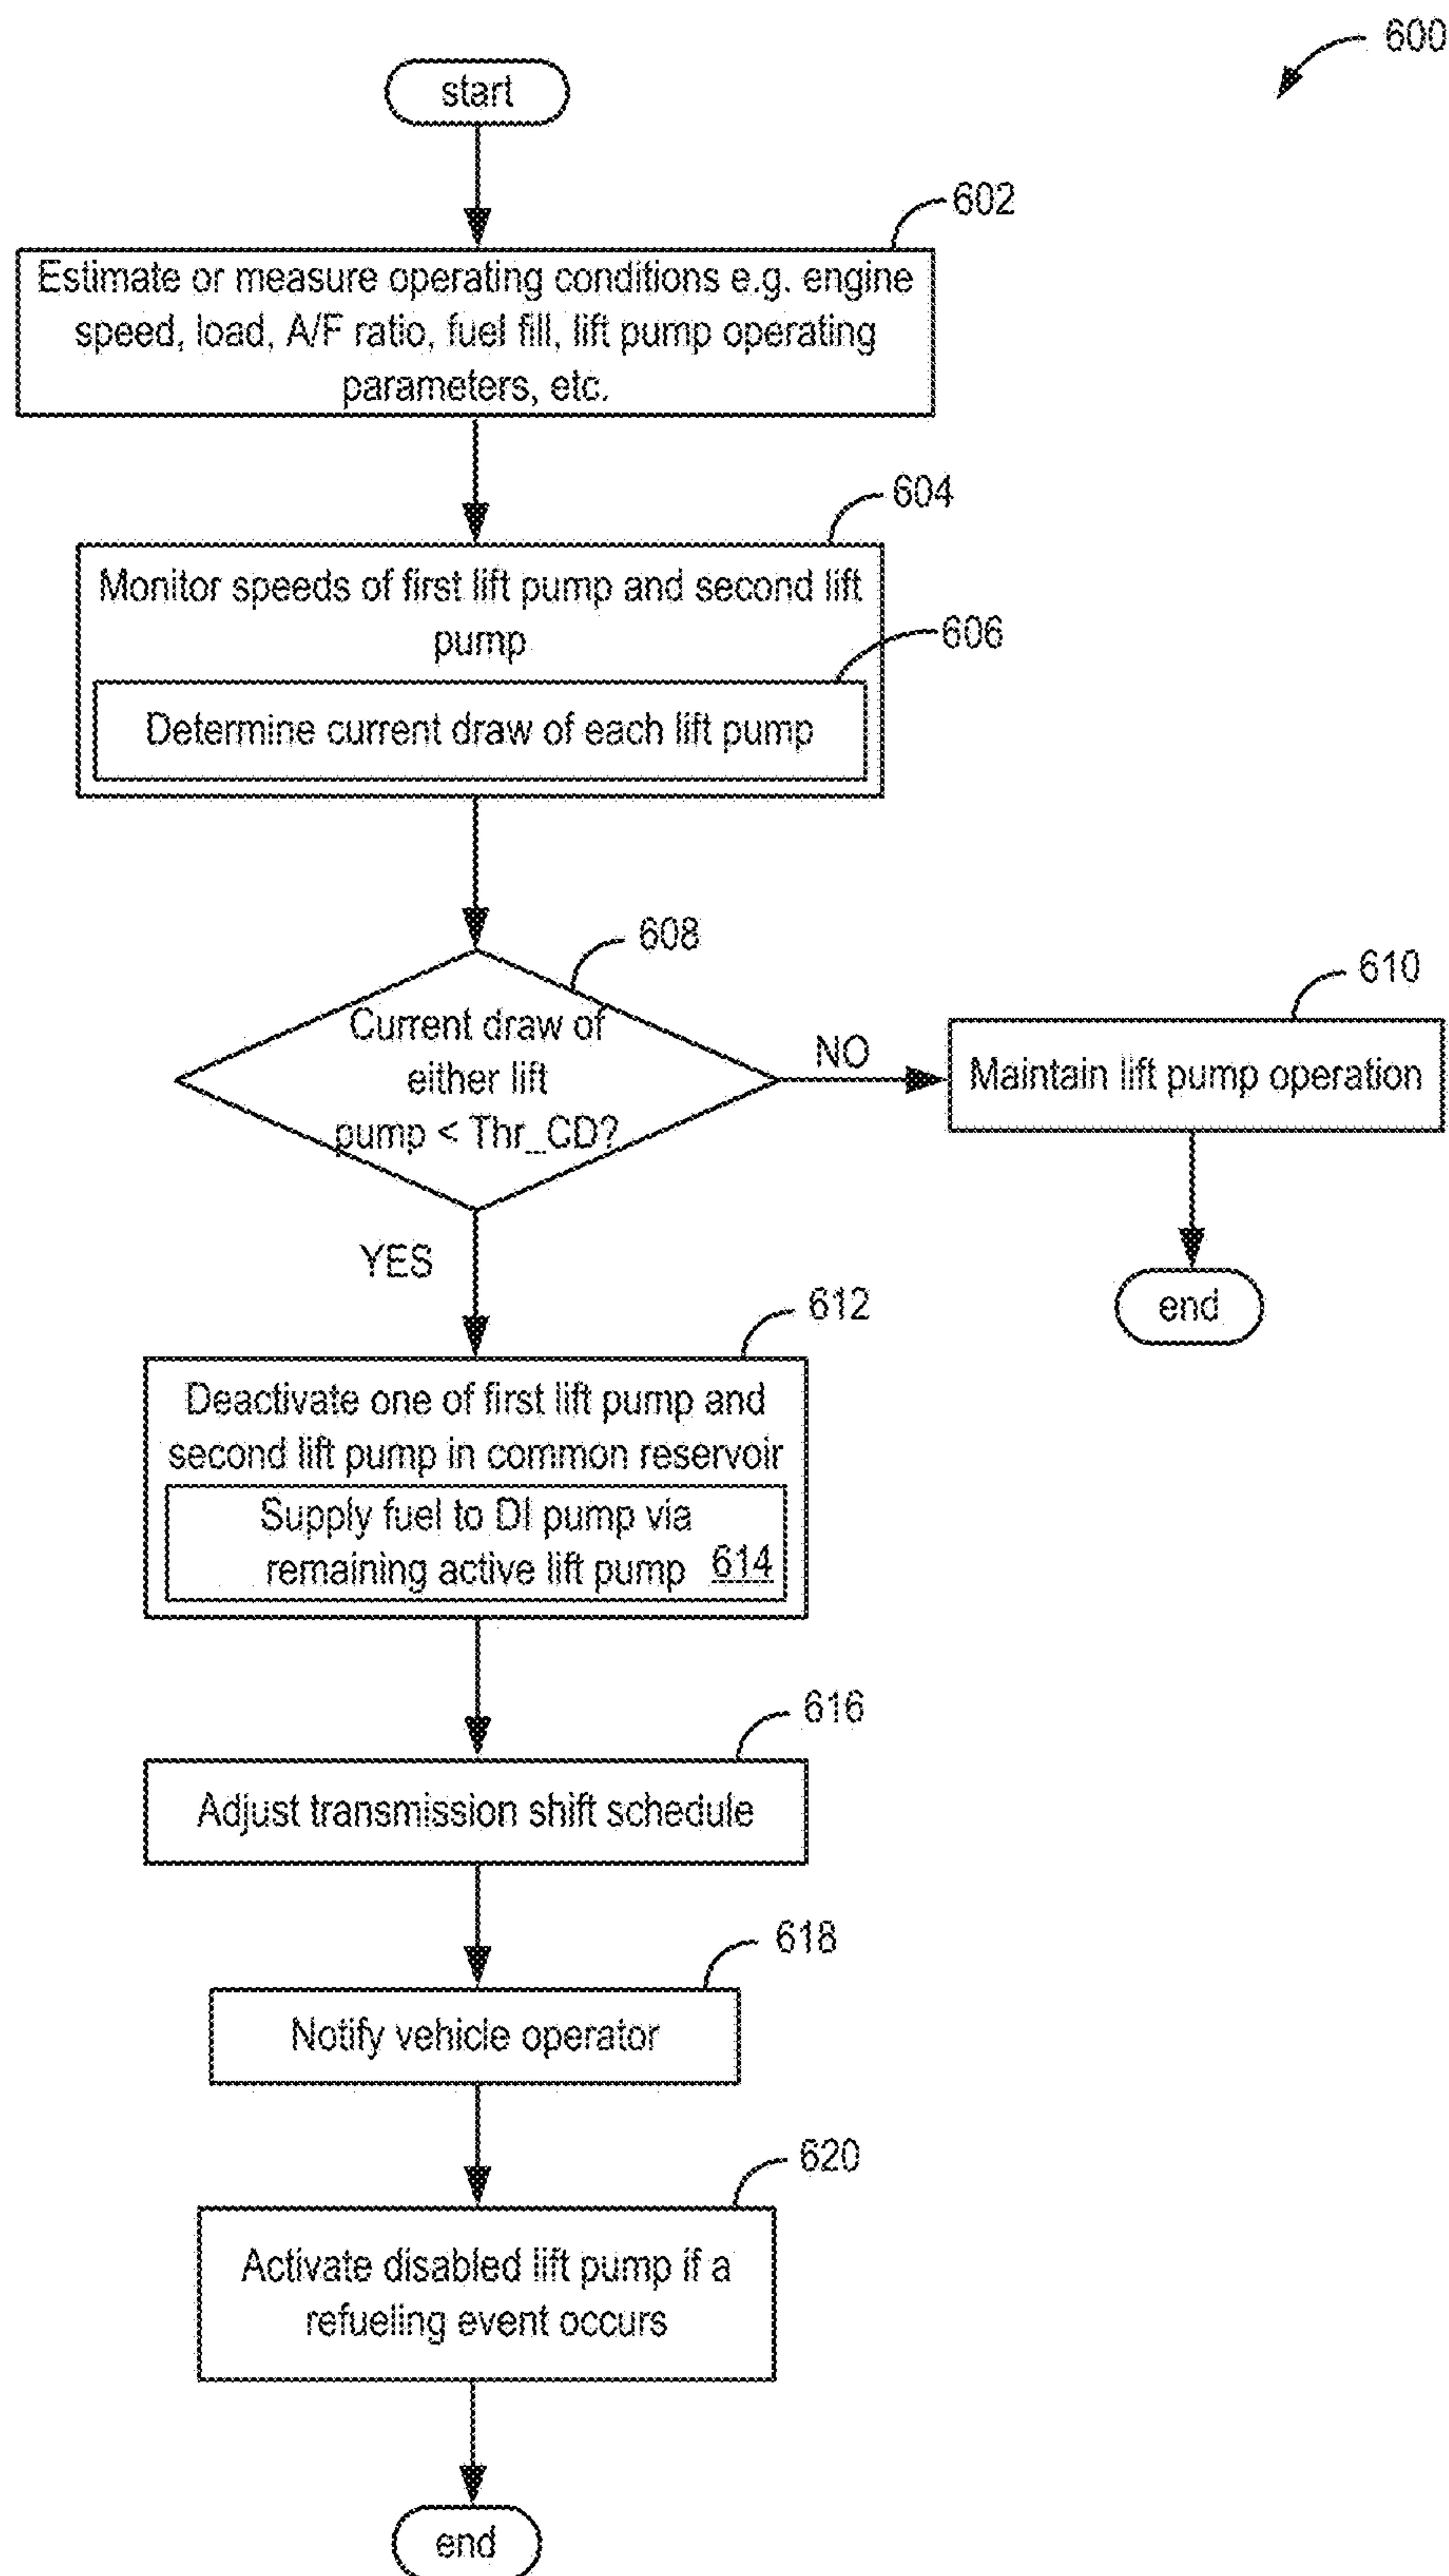 600
start
602
Estimate or measure operating conditions e.g. engine
speed, load, A/F ratio, fuel fill, lift pump operating
parameters, etc.
604
Monitor speeds of first lift pump and second lift
pump
606
Determine current draw of each lift pump
608
Current draw of
either lift
pump < Thr_CD?
NO
610
Maintain lift pump operation
end
YES
612
Deactivate one of first lift pump and
second lift pump in common reservoir
Supply fuel to DI pump via
remaining active lift pump 614
616
Adjust transmission shift schedule
618
Notify vehicle operator
620
Activate disabled lift pump if a
refueling event occurs
end